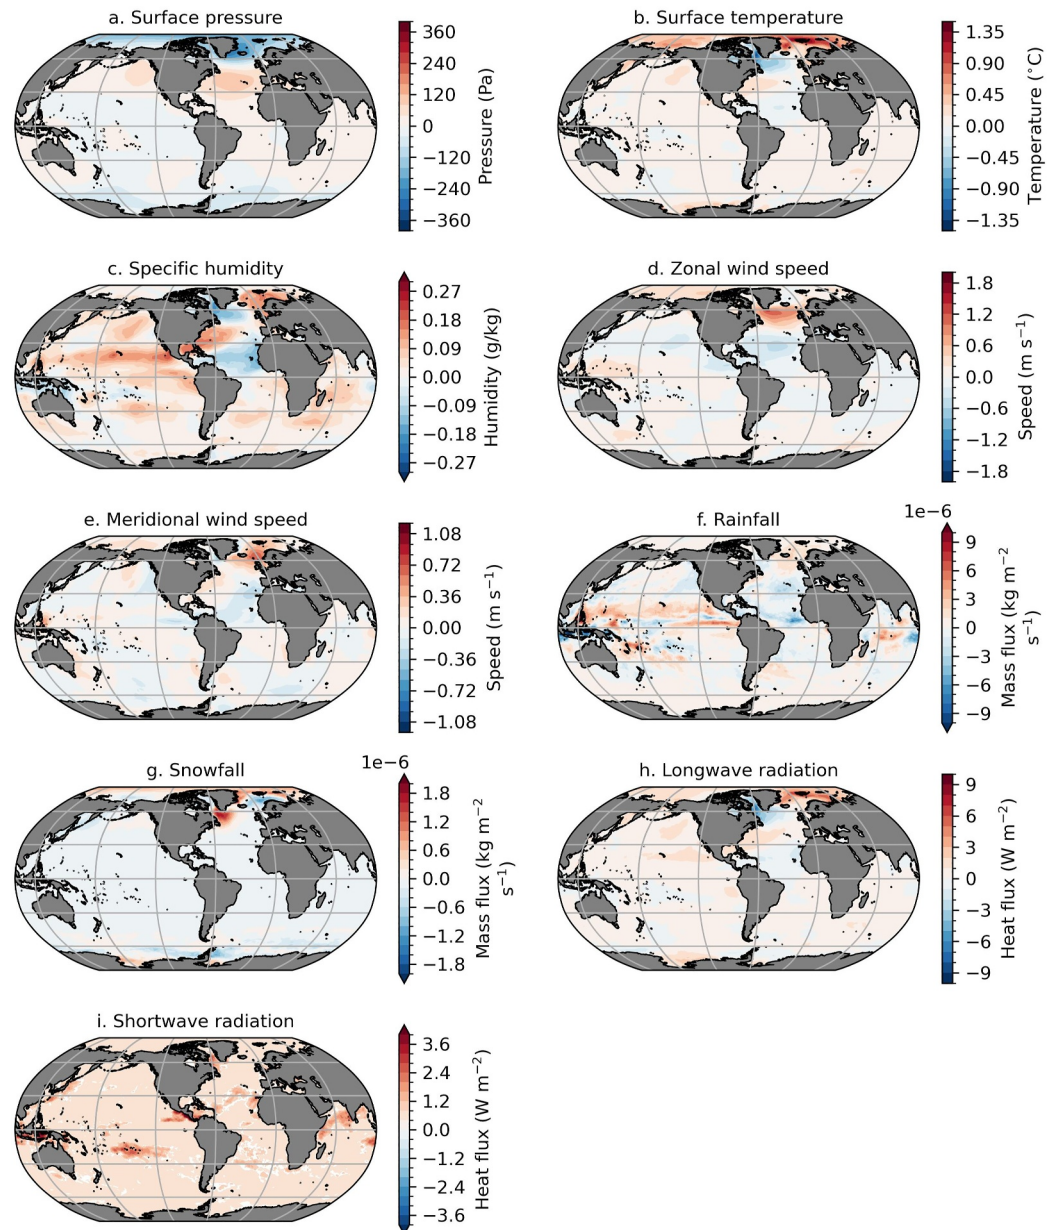 a. Surface pressure
360
240
120
0
−120
−240
−360
Pressure (Pa)
b. Surface temperature
1.35
0.90
0.45
0.00
−0.45
−0.90
−1.35
Temperature (°C)
c. Specific humidity
0.27
0.18
0.09
0.00
−0.09
−0.18
−0.27
Humidity (g/kg)
d. Zonal wind speed
1.8
1.2
0.6
0.0
−0.6
−1.2
−1.8
Speed (m s⁻¹)
e. Meridional wind speed
1.08
0.72
0.36
0.00
−0.36
−0.72
−1.08
Speed (m s⁻¹)
f. Rainfall
1e−6
9
6
3
0
−3
−6
−9
Mass flux (kg m⁻²
s⁻¹)
g. Snowfall
1e−6
1.8
1.2
0.6
0.0
−0.6
−1.2
−1.8
Mass flux (kg m⁻²
s⁻¹)
h. Longwave radiation
9
6
3
0
−3
−6
−9
Heat flux (W m⁻²)
i. Shortwave radiation
3.6
2.4
1.2
0.0
−1.2
−2.4
−3.6
Heat flux (W m⁻²)